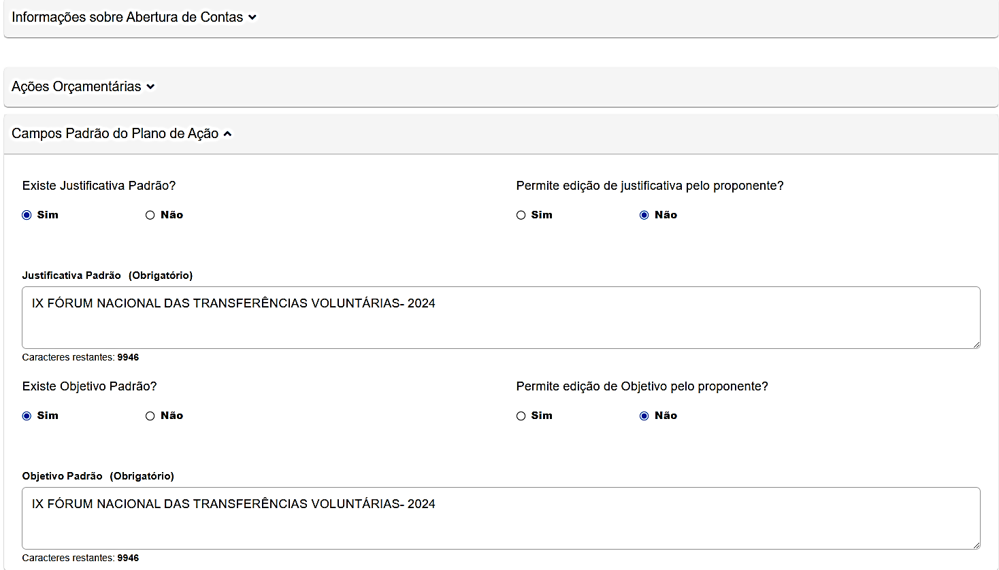 Informações sobre Abertura de Contas
Ações Orçamentárias
Campos Padrão do Plano de Ação
Existe Justificativa Padrão? Permite edição de justificativa pelo proponente?
Sim Não Sim Não
Justificativa Padrão (Obrigatório)
IX FÓRUM NACIONAL DAS TRANSFERÊNCIAS VOLUNTÁRIAS- 2024
Caracteres restantes: 9946
Existe Objetivo Padrão? Permite edição de Objetivo pelo proponente?
Sim Não Sim Não
Objetivo Padrão (Obrigatório)
IX FÓRUM NACIONAL DAS TRANSFERÊNCIAS VOLUNTÁRIAS- 2024
Caracteres restantes: 9946